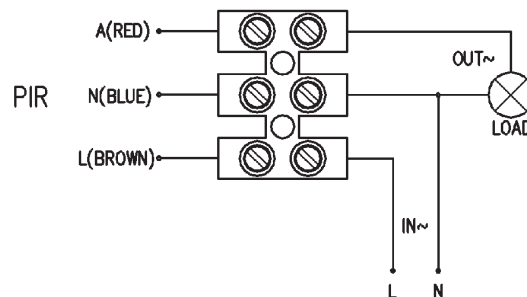 A(RED)
OUT~
PIR
N(BLUE)
LOAD
L(BROWN)
IN~
L N